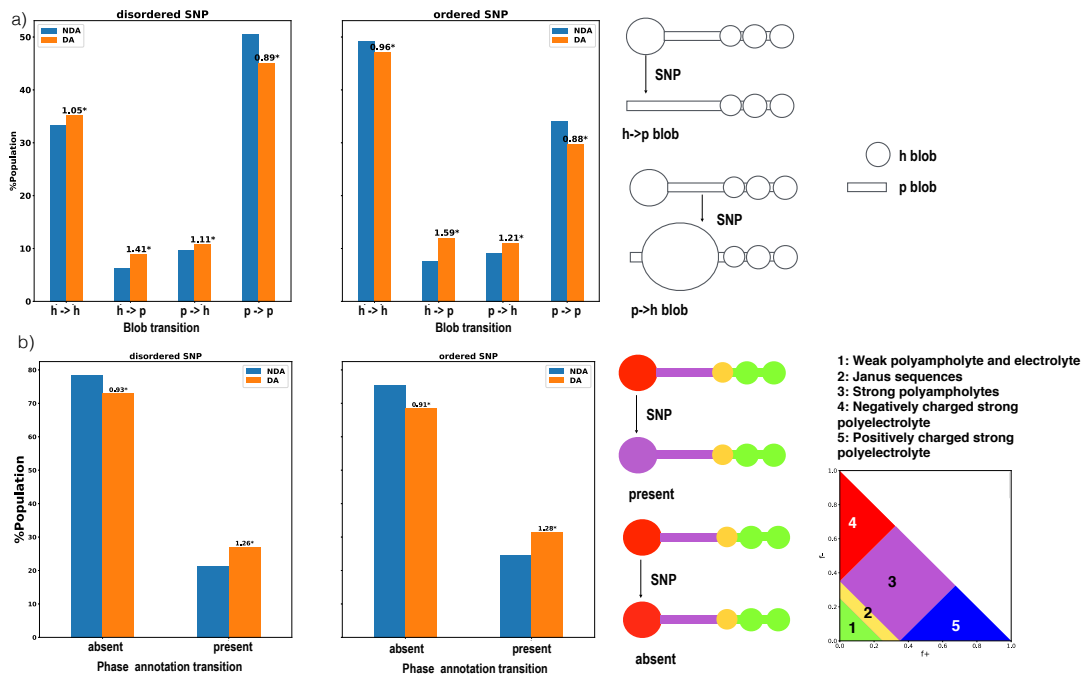 a)
disordered SNP
NDA
DA
%Population
50
40
30
20
10
0
1.05*
1.41*
1.11*
0.89*
h -> h
h -> p
p -> h
p -> p
Blob transition
ordered SNP
NDA
DA
0.96*
1.59*
1.21*
0.88*
h -> h
h -> p
p -> h
p -> p
Blob transition
SNP
h->p blob
SNP
p->h blob
h blob
p blob
b)
disordered SNP
NDA
DA
%Population
80
70
60
50
40
30
20
10
0
0.93*
1.26*
absent
present
Phase annotation transition
ordered SNP
NDA
DA
0.91*
1.28*
absent
present
Phase annotation transition
SNP
present
SNP
absent
1: Weak polyampholyte and electrolyte
2: Janus sequences
3: Strong polyampholytes
4: Negatively charged strong
polyelectrolyte
5: Positively charged strong
polyelectrolyte
f-
1.0
0.8
0.6
0.4
0.2
0.0
4
3
2
1
5
0.0
0.2
0.4
0.6
0.8
1.0
f+